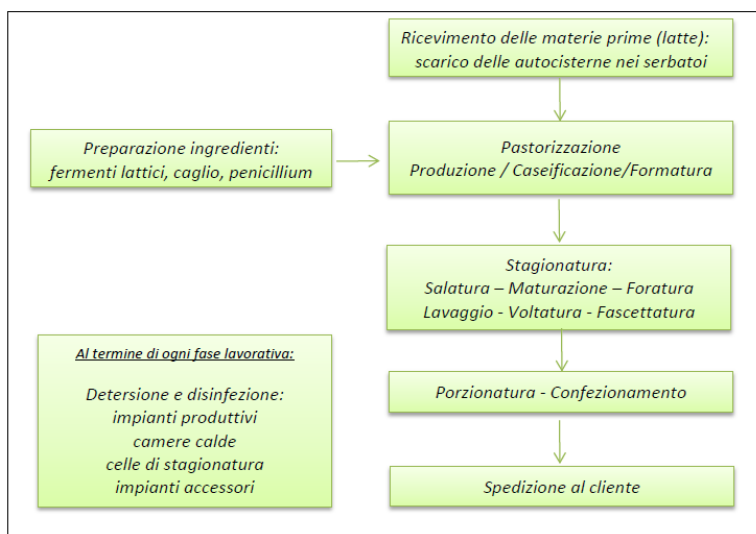 Ricevimento delle materie prime (latte):
scarico delle autocisterne nei serbatoi
Preparazione ingredienti:
fermenti lattici, caglio, penicillium
Pastorizzazione
Produzione / Caseificazione/Formatura
Stagionatura:
Salatura – Maturazione – Foratura
Lavaggio - Voltatura - Fascettatura
Al termine di ogni fase lavorativa:
Detersione e disinfezione:
impianti produttivi
camere calde
celle di stagionatura
impianti accessori
Porzionatura - Confezionamento
Spedizione al cliente